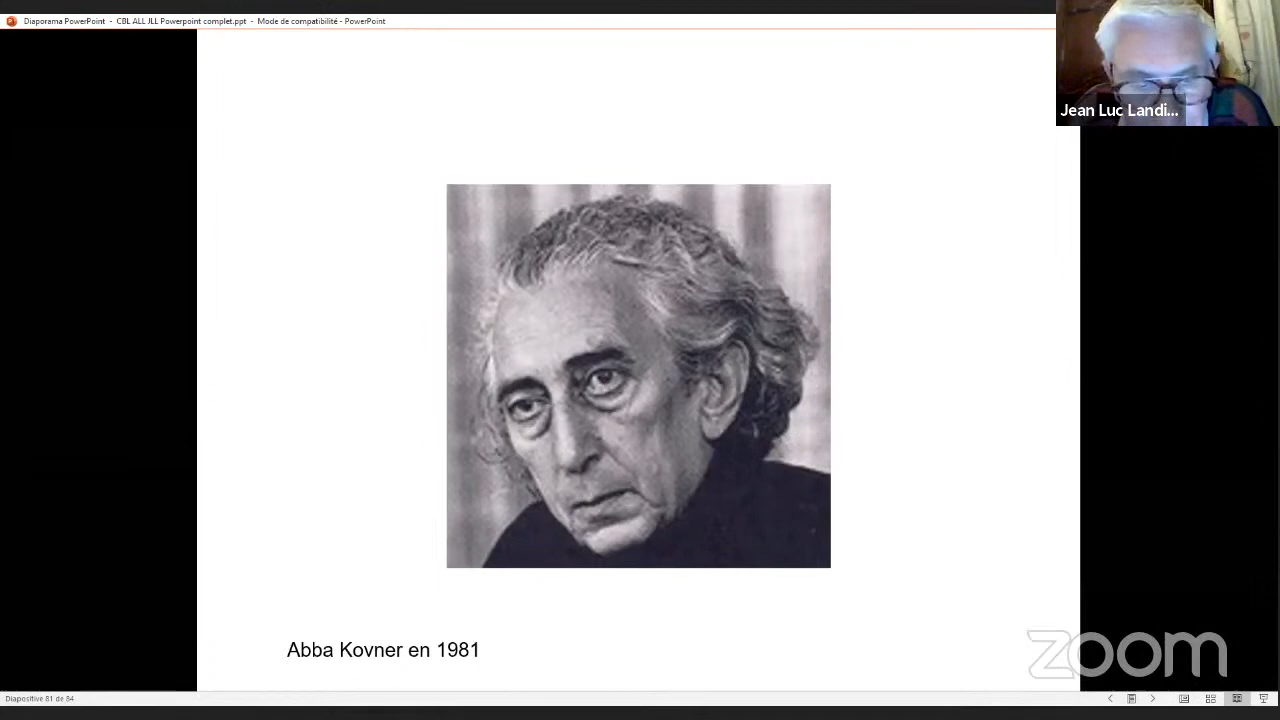 Diaporama PowerPoint - CBL ALL JLL Powerpoint complet.ppt - Mode de compatibilité - PowerPoint
Jean Luc Landi...
Abba Kovner en 1981
zoom
Diapositive 81 de 84